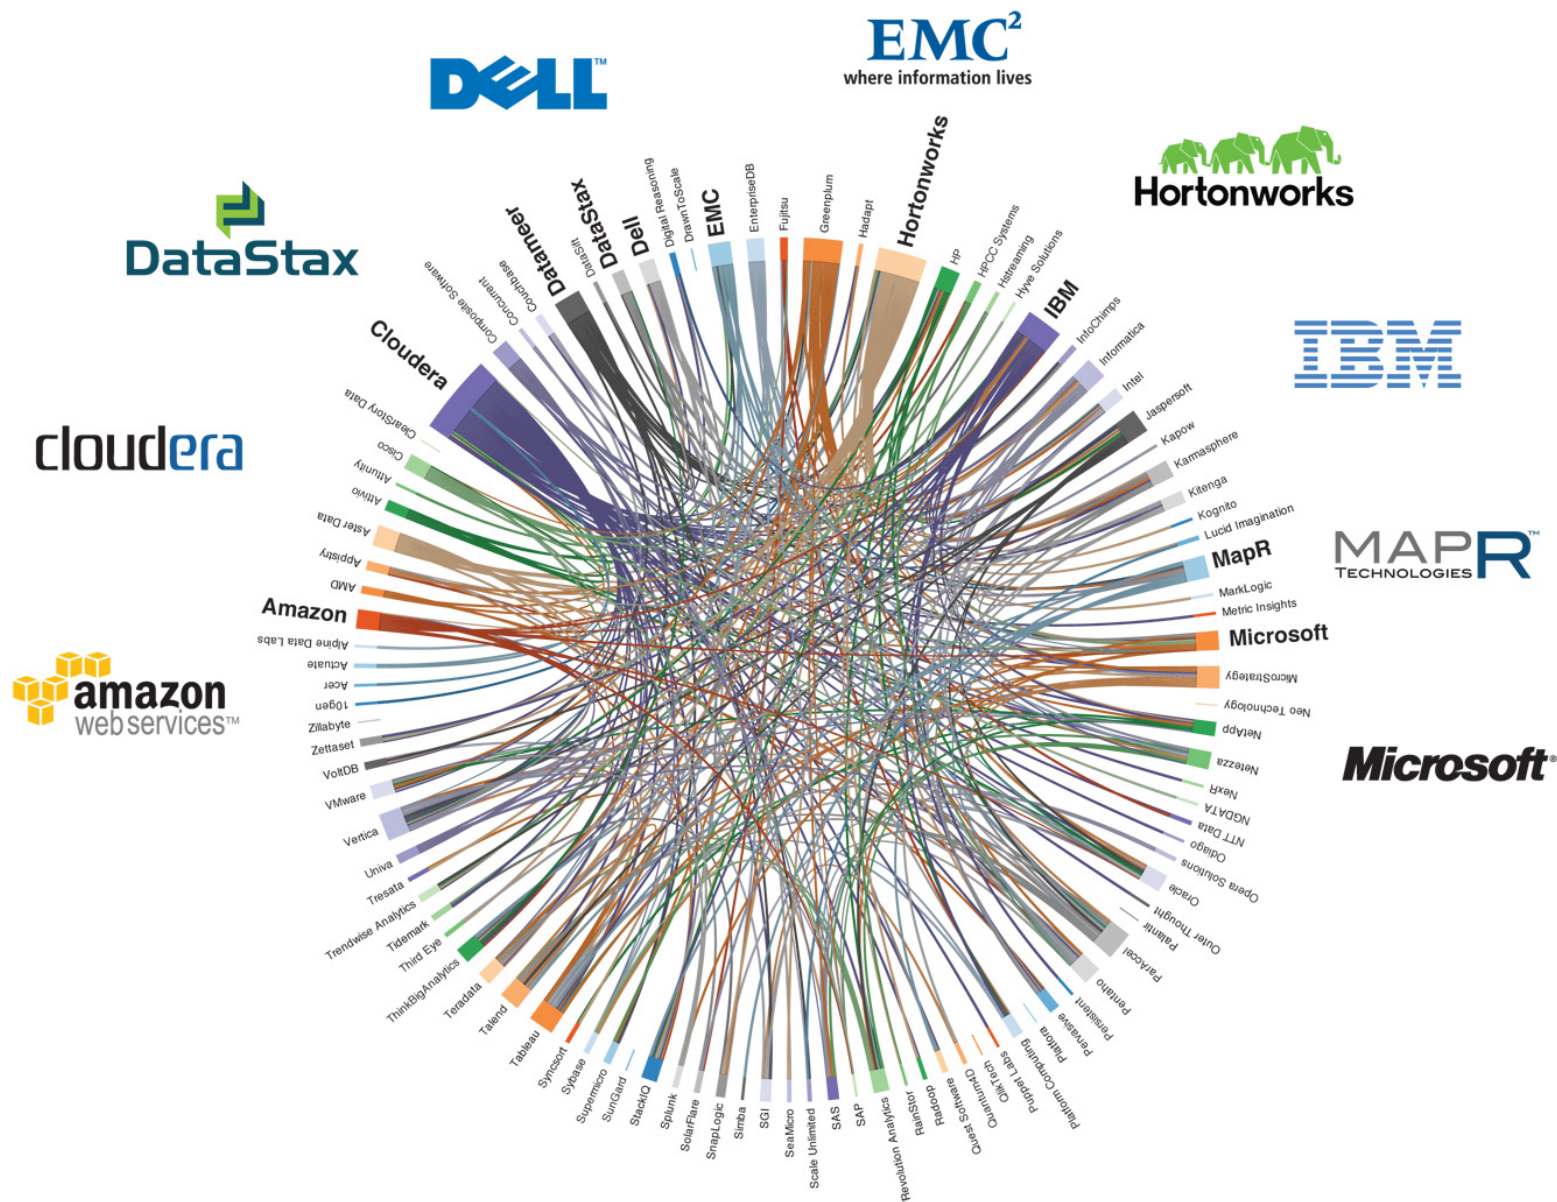 DELL™
EMC²
where information lives
Hortonworks
IBM
MAPR™
TECHNOLOGIES
Microsoft®
amazon
web services™
cloudera
DataStax
Datameer
DataSift
DataStax
Dell
Digital Reasoning
DrawnToScale
EMC
EnterpriseDB
Fujitsu
Greenplum
Hadapt
Hortonworks
HP
HPCC Systems
Hstreaming
Hyve Solutions
IBM
InfoChimps
Informatica
Intel
Jaspersoft
Kapow
Karmasphere
Kitenga
Kognito
Lucid Imagination
MapR
MarkLogic
Metric Insights
Microsoft
MicroStrategy
Neo Technology
NetApp
Netezza
NexR
NGDATA
NTT Data
Odiago
Opera Solutions
Oracle
Outer Thought
Palantir
ParAccel
Pentaho
Persistent
Pervasive
Platfora
Platform Computing
Puppet Labs
QlikTech
Quantum4D
Quest Software
Radoop
RainStor
Revolution Analytics
SAP
SAS
Scale Unlimited
SeaMicro
SGI
Simba
SnapLogic
SolarFlare
Splunk
StackIQ
SunGard
Supermicro
Sybase
Syncsort
Tableau
Talend
Teradata
ThinkBigAnalytics
Third Eye
Tidemark
Trendwise Analytics
Tresata
Univa
Vertica
VMware
VoltDB
Zettaset
Zillabyte
10gen
Acer
Actuate
Alpine Data Labs
Amazon
AMD
Appistry
Aster Data
Attivio
Attunity
Cisco
ClearStory Data
Cloudera
Composite Software
Concurrent
Couchbase